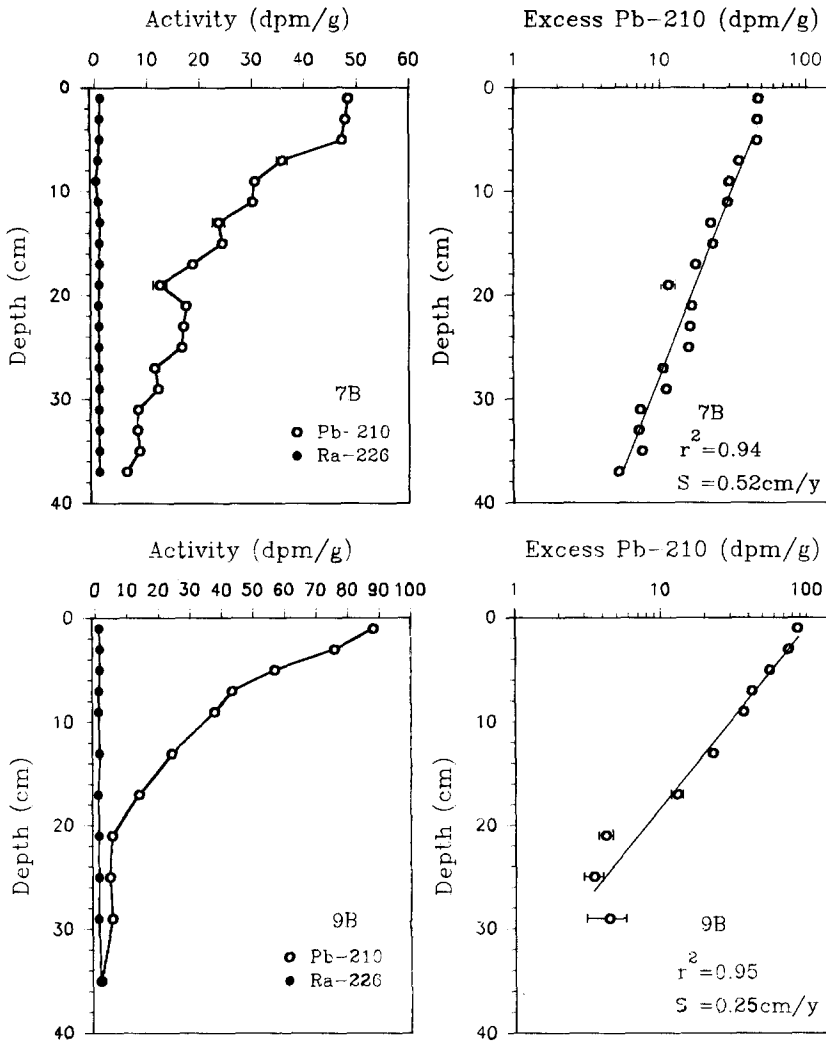 Activity (dpm/g)
0 10 20 30 40 50 60
Excess Pb-210 (dpm/g)
1 10 100
0
10
20
30
40
Depth (cm)
7B
Pb-210
Ra-226
0
10
20
30
40
Depth (cm)
7B
r2=0.94
S =0.52cm/y
Activity (dpm/g)
0 10 20 30 40 50 60 70 80 90 100
Excess Pb-210 (dpm/g)
1 10 100
0
10
20
30
40
Depth (cm)
9B
Pb-210
Ra-226
0
10
20
30
40
Depth (cm)
9B
r2=0.95
S =0.25cm/y